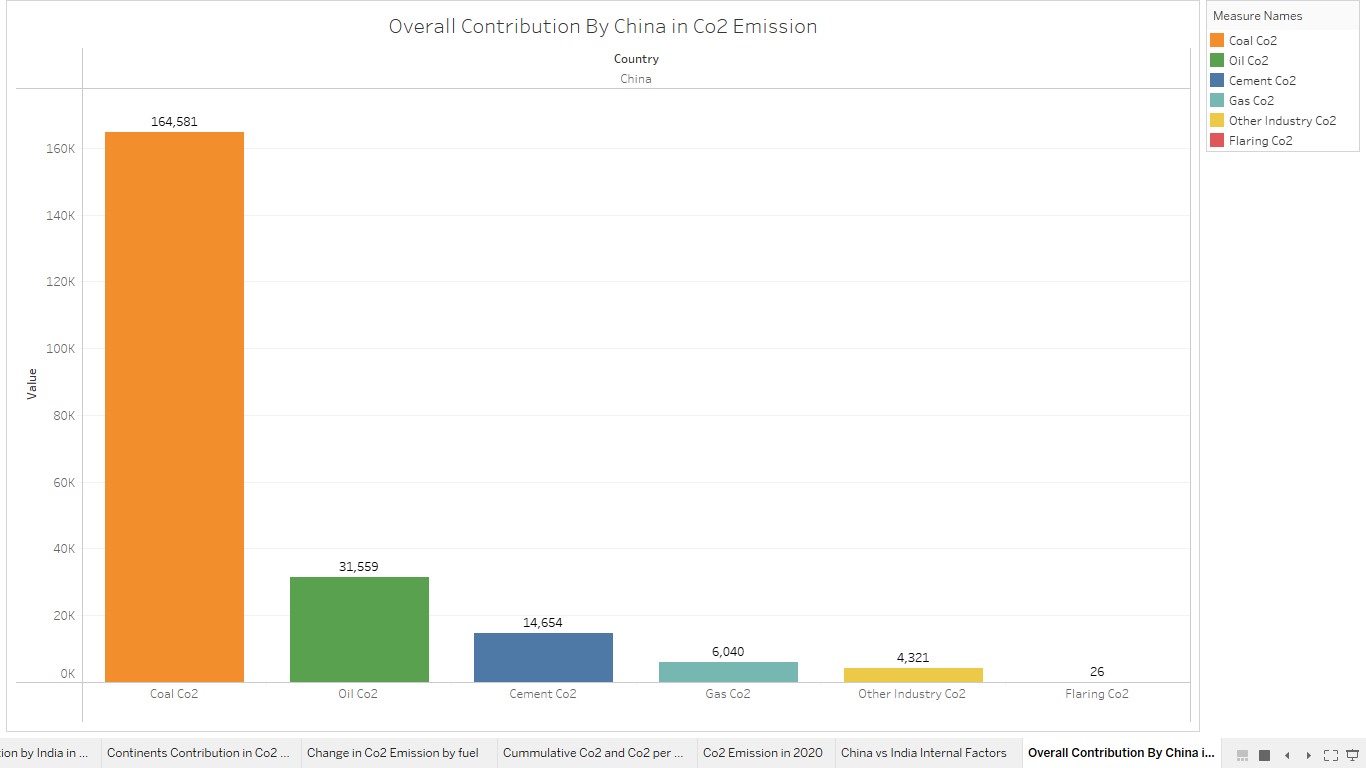 Overall Contribution By China in Co2 Emission
Measure Names
Coal Co2
Oil Co2
Cement Co2
Gas Co2
Other Industry Co2
Flaring Co2
Country
China
Value
160K
140K
120K
100K
80K
60K
40K
20K
0K
164,581
31,559
14,654
6,040
4,321
26
Coal Co2
Oil Co2
Cement Co2
Gas Co2
Other Industry Co2
Flaring Co2
tion by India in ...
Continents Contribution in Co2 ...
Change in Co2 Emission by fuel
Cummulative Co2 and Co2 per ...
Co2 Emission in 2020
China vs India Internal Factors
Overall Contribution By China i...